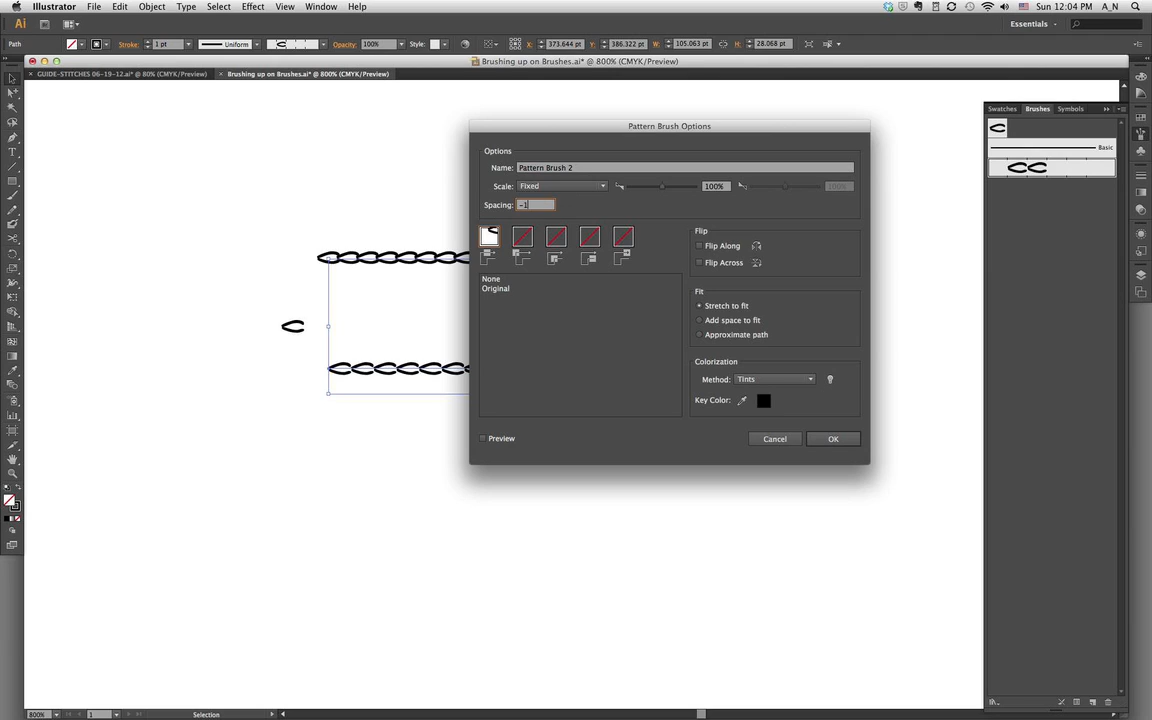 Illustrator File Edit Object Type Select Effect View Window Help Sun 12:04 PM A_N
Ai Br Essentials
Path Stroke: 1 pt Uniform Opacity: 100% Style: X: 373.644 pt Y: 386.322 pt W: 105.063 pt H: 28.068 pt
Brushing up on Brushes.ai* @ 800% (CMYK/Preview)
× GUIDE-STITCHES 06-19-12.ai* @ 80% (CMYK/Preview) × Brushing up on Brushes.ai* @ 800% (CMYK/Preview)
Swatches Brushes Symbols
Basic
Pattern Brush Options
Options
Name: Pattern Brush 2
Scale: Fixed 100% 100%
Spacing: -1
Flip
Flip Along
Flip Across
None
Original
Fit
Stretch to fit
Add space to fit
Approximate path
Colorization
Method: Tints
Key Color:
Preview Cancel OK
800% 1 Selection